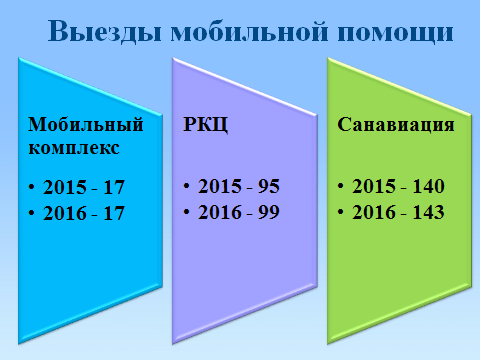 Выезды мобильной помощи
Мобильный
комплекс
• 2015 - 17
• 2016 - 17
РКЦ
• 2015 - 95
• 2016 - 99
Санавиация
• 2015 - 140
• 2016 - 143